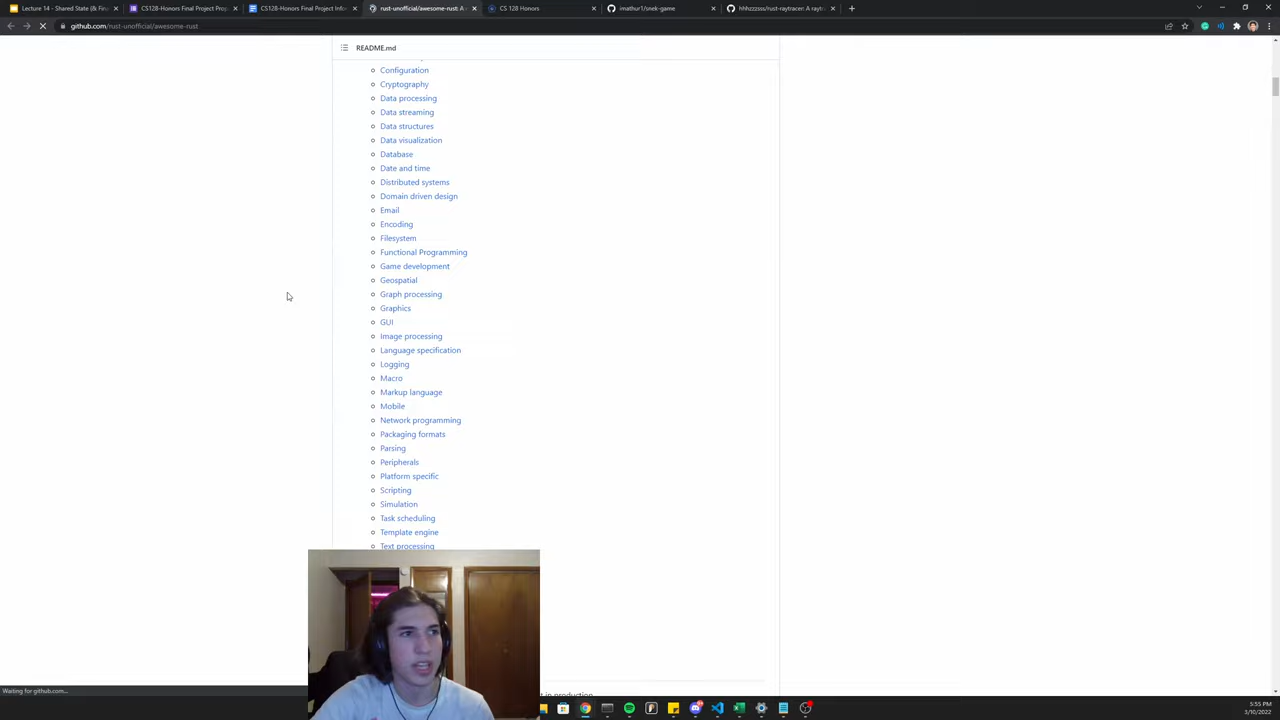 Lecture 14 - Shared State (& Fin
CS128-Honors Final Project Prop
CS128-Honors Final Project Infor
rust-unofficial/awesome-rust: A
CS 128 Honors
imathur1/snek-game
hhhzzzsss/rust-raytracer: A raytr
github.com/rust-unofficial/awesome-rust
README.md
Configuration
Cryptography
Data processing
Data streaming
Data structures
Data visualization
Database
Date and time
Distributed systems
Domain driven design
Email
Encoding
Filesystem
Functional Programming
Game development
Geospatial
Graph processing
Graphics
GUI
Image processing
Language specification
Logging
Macro
Markup language
Mobile
Network programming
Packaging formats
Parsing
Peripherals
Platform specific
Scripting
Simulation
Task scheduling
Template engine
Text processing
Waiting for github.com...
t in production
5:55 PM
3/10/2022